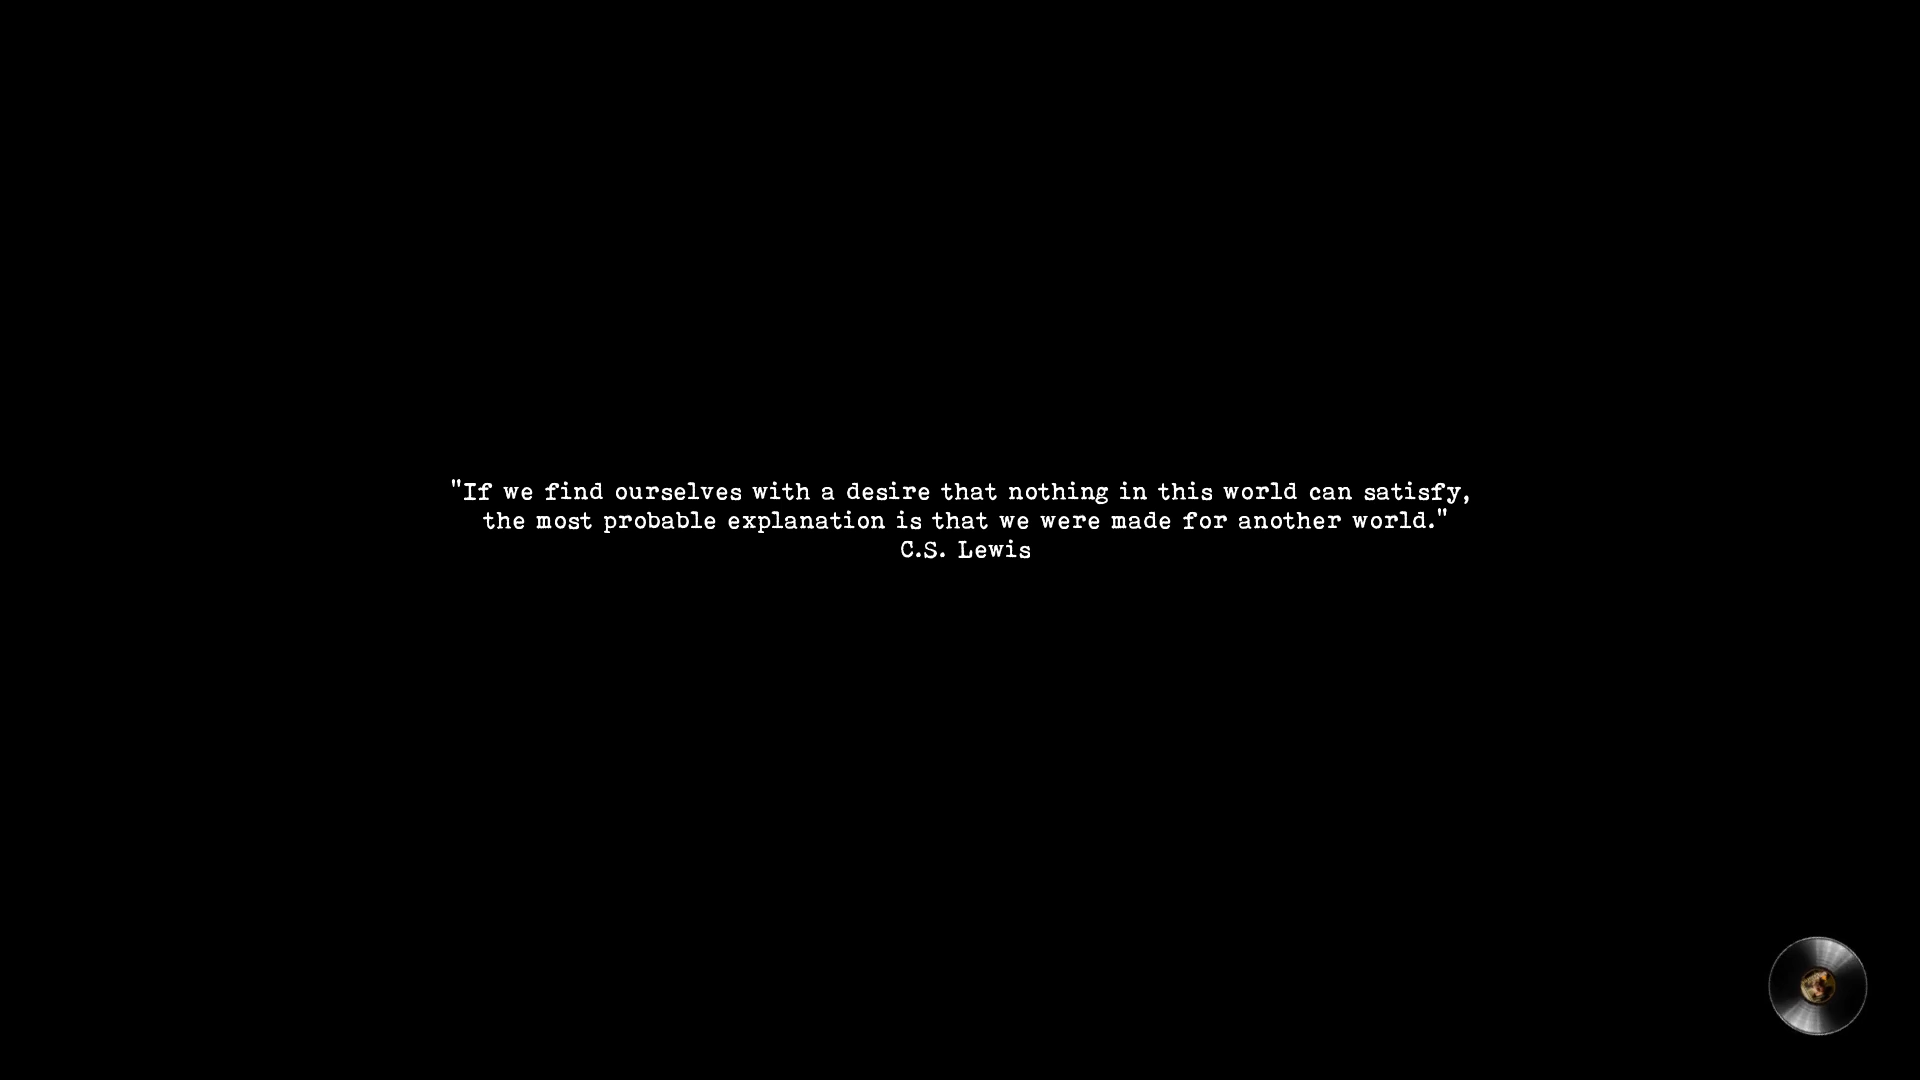 "If we find ourselves with a desire that nothing in this world can satisfy,
the most probable explanation is that we were made for another world."
C.S. Lewis